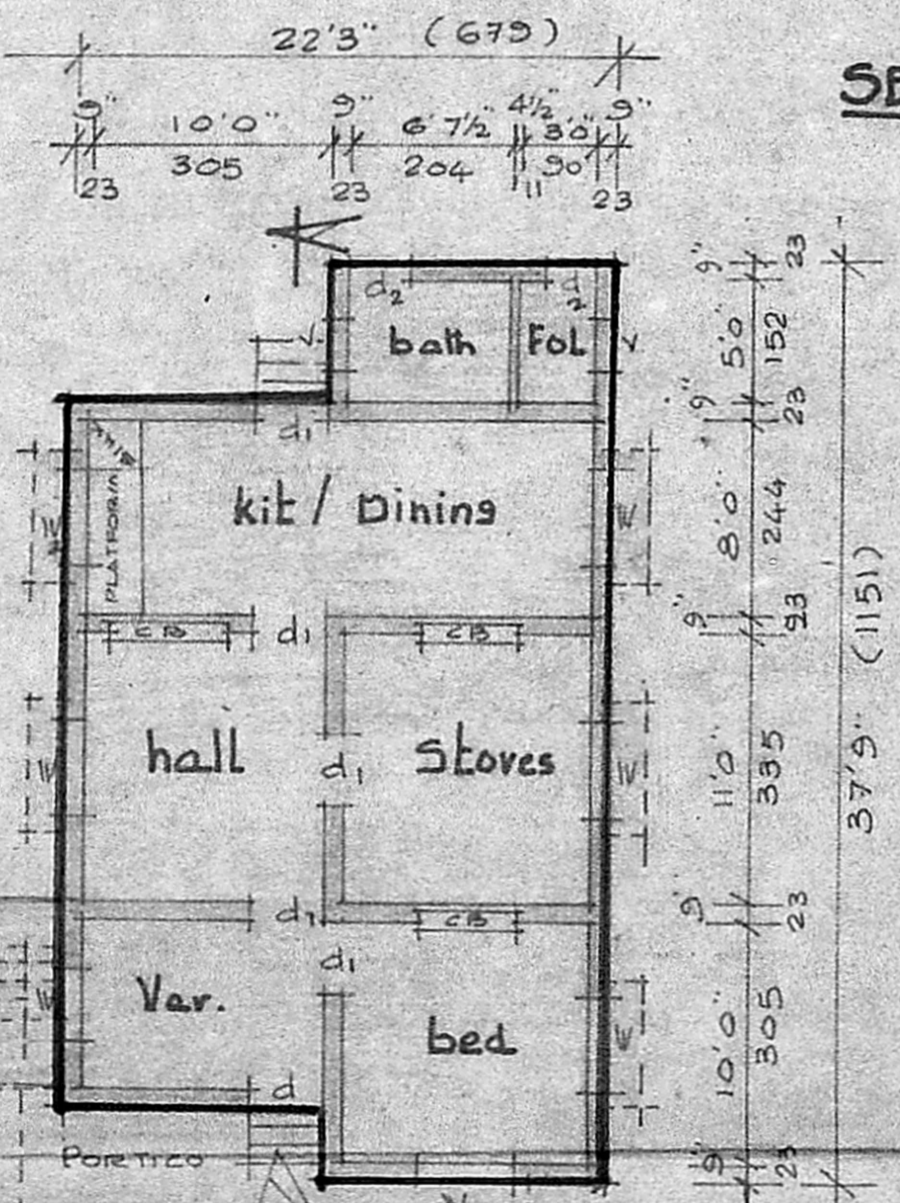 22'3" (679)
SE
9" 10'0" 9" 6'7½" 4½" 3'0" 9"
23 305 23 204 11 90 23
d2 d2
bath FoL
V V
d1
kit / Dining
PLATFORM
W W
CB d1 CB
hall d1 Stoves
W W
d1 CB
d1
Ver. bed
W W
d
PORTICO
9" 23
5'0" 152
9" 23
8'0" 244
9" 23
11'0" 335
9" 23
10'0" 305
9" 23
37'9" (1151)